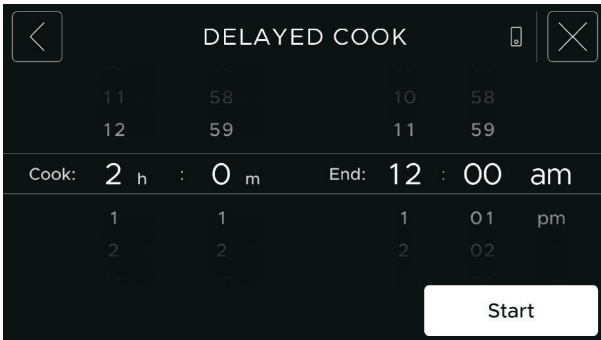 DELAYED COOK
11 58 10 58
12 59 11 59
Cook: 2 h : 0 m End: 12 : 00 am
1 1 1 01 pm
2 2 2 02
Start